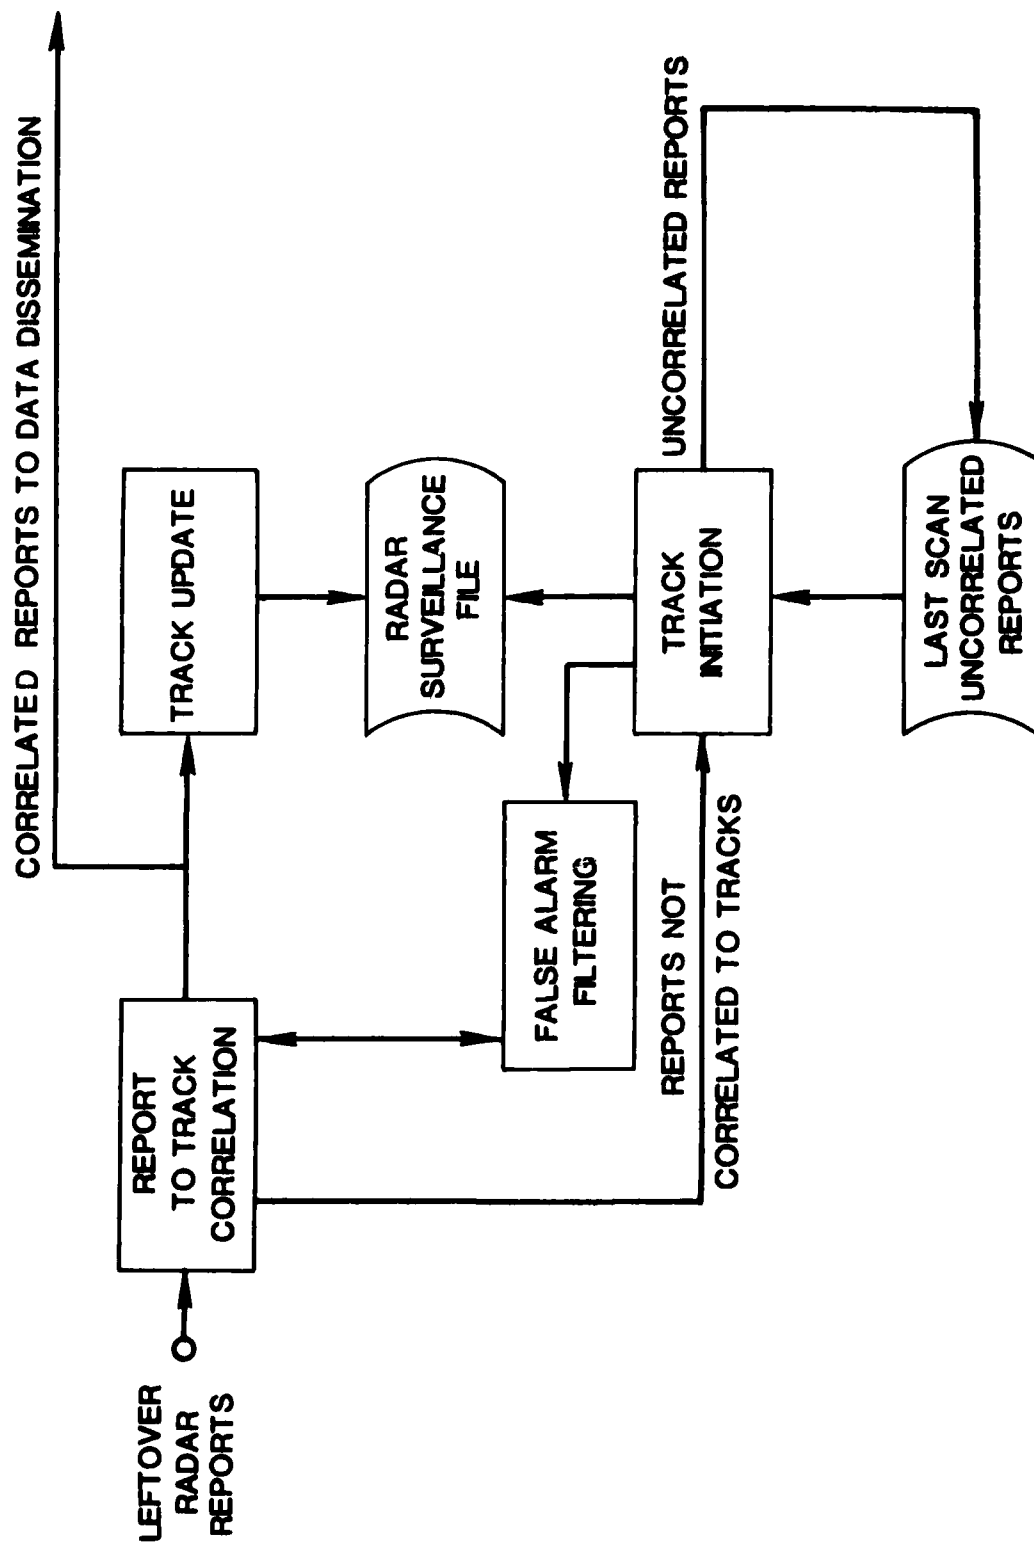 CORRELATED REPORTS TO DATA DISSEMINATION
LEFTOVER
RADAR
REPORTS
REPORT
TO TRACK
CORRELATION
TRACK UPDATE
RADAR
SURVEILLANCE
FILE
FALSE ALARM
FILTERING
REPORTS NOT
CORRELATED TO TRACKS
TRACK
INITIATION
UNCORRELATED REPORTS
LAST SCAN
UNCORRELATED
REPORTS